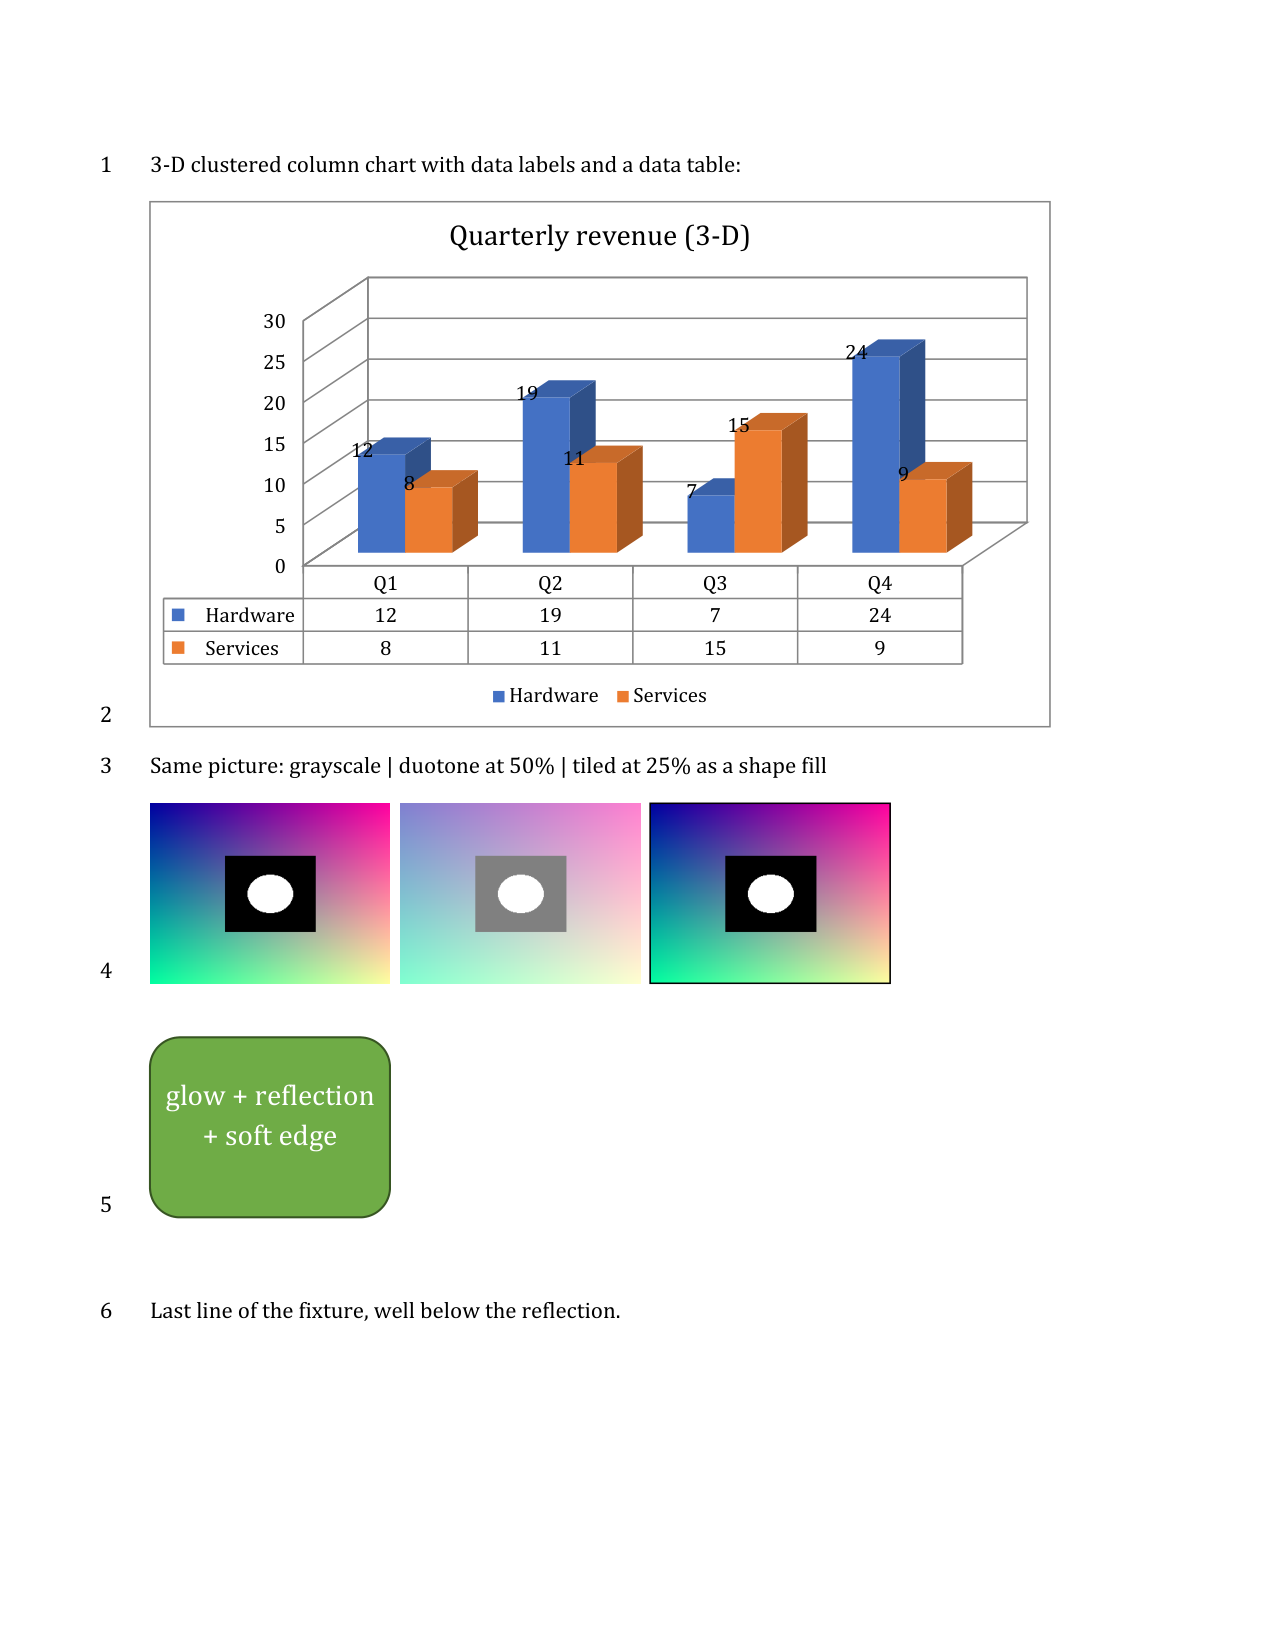 1 3-D clustered column chart with data labels and a data table:
Quarterly revenue (3-D)
30
25
20
15
10
5
0
12
8
19
11
7
15
24
9
Q1 Q2 Q3 Q4
Hardware 12 19 7 24
Services 8 11 15 9
Hardware Services
2
3 Same picture: grayscale | duotone at 50% | tiled at 25% as a shape fill
4
glow + reflection
+ soft edge
5
6 Last line of the fixture, well below the reflection.